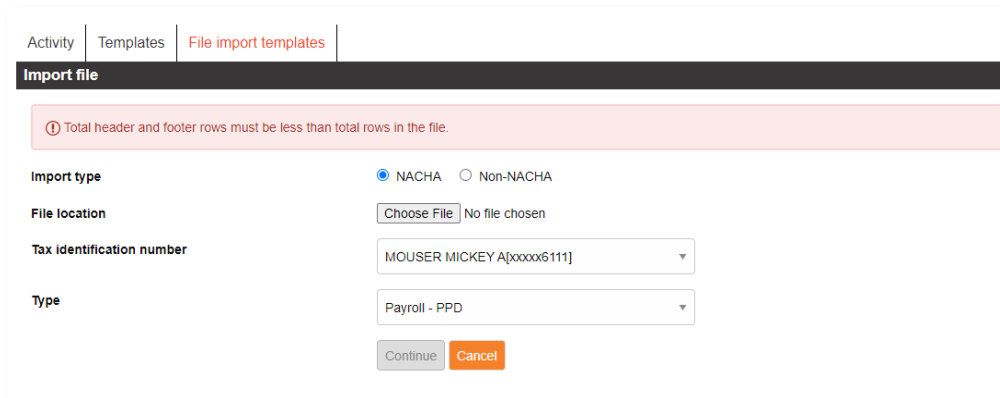 Activity Templates File import templates
Import file
Total header and footer rows must be less than total rows in the file.
Import type NACHA Non-NACHA
File location Choose File No file chosen
Tax identification number MOUSER MICKEY A[xxxxx6111]
Type Payroll - PPD
Continue Cancel